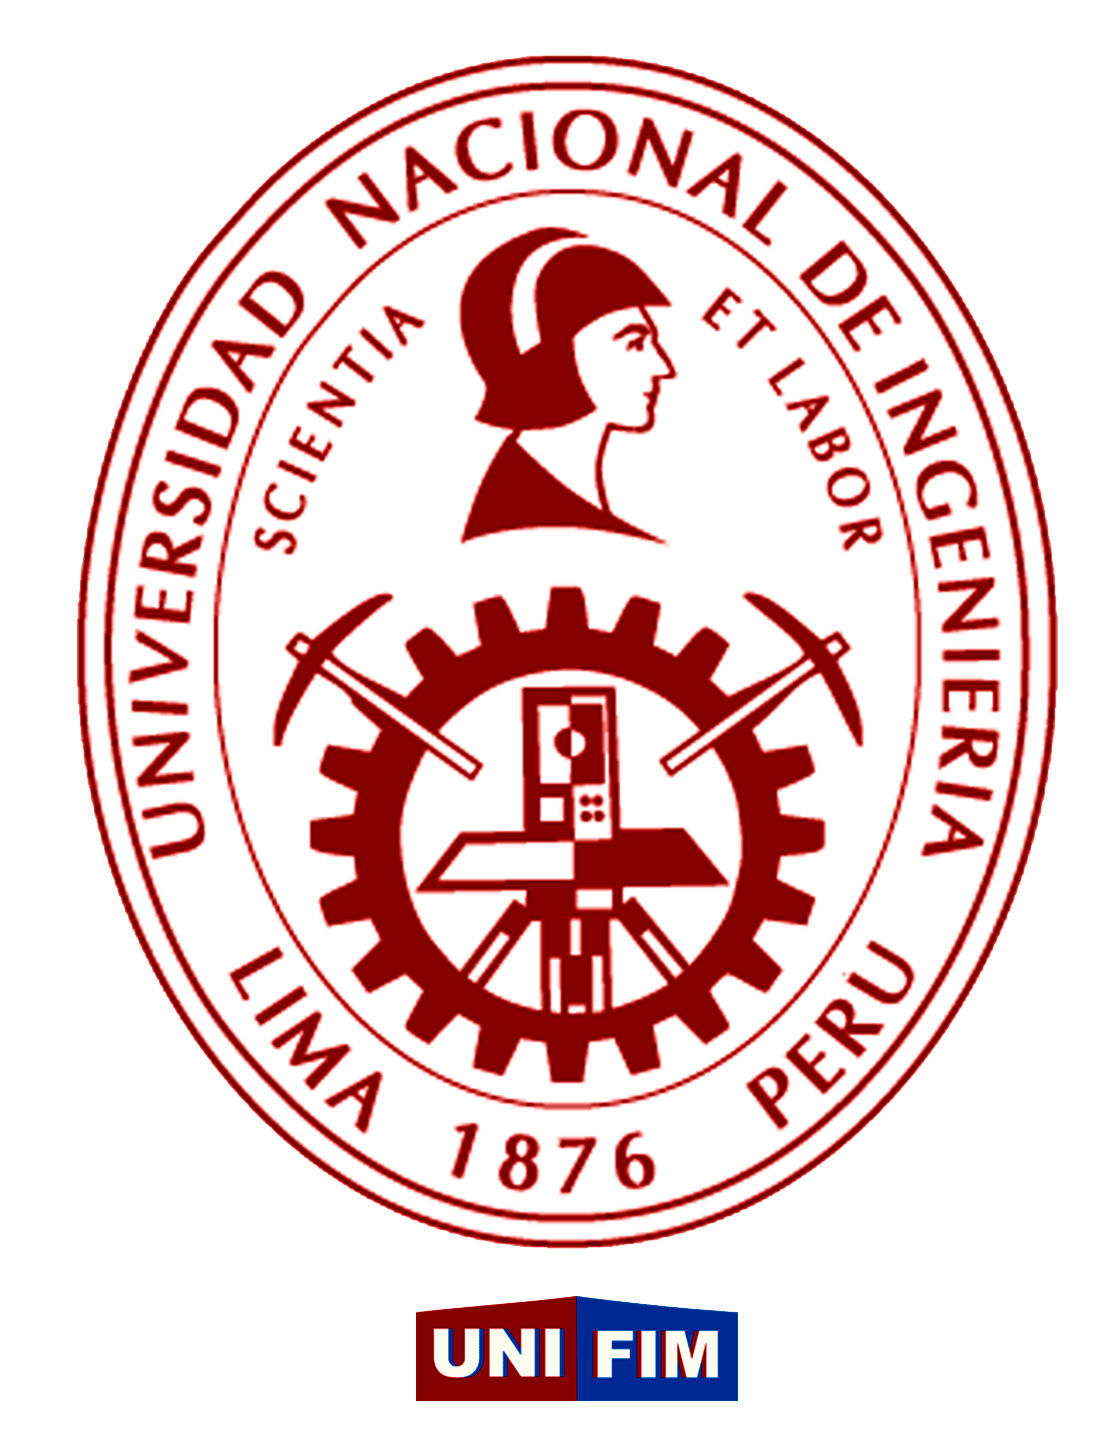 UNIVERSIDAD NACIONAL DE INGENIERIA
SCIENTIA ET LABOR
LIMA 1876 PERU
UNI FIM